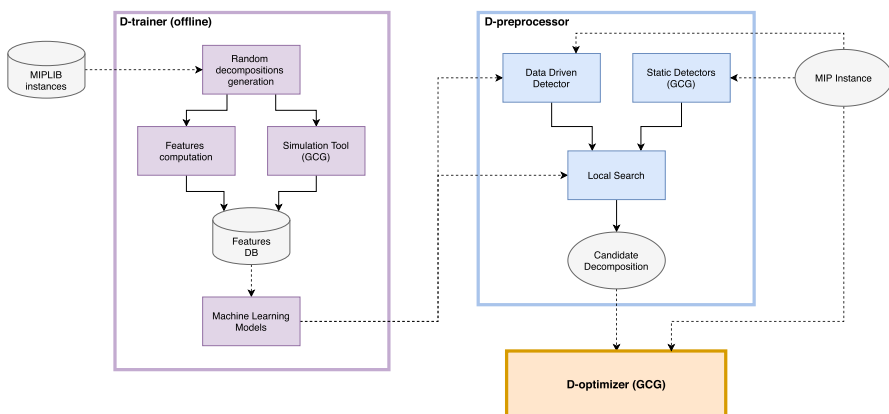 D-trainer (offline)
D-preprocessor
MIPLIB
instances
Random
decompositions
generation
Data Driven
Detector
Static Detectors
(GCG)
MIP Instance
Features
computation
Simulation Tool
(GCG)
Local Search
Features
DB
Candidate
Decomposition
Machine Learning
Models
D-optimizer (GCG)